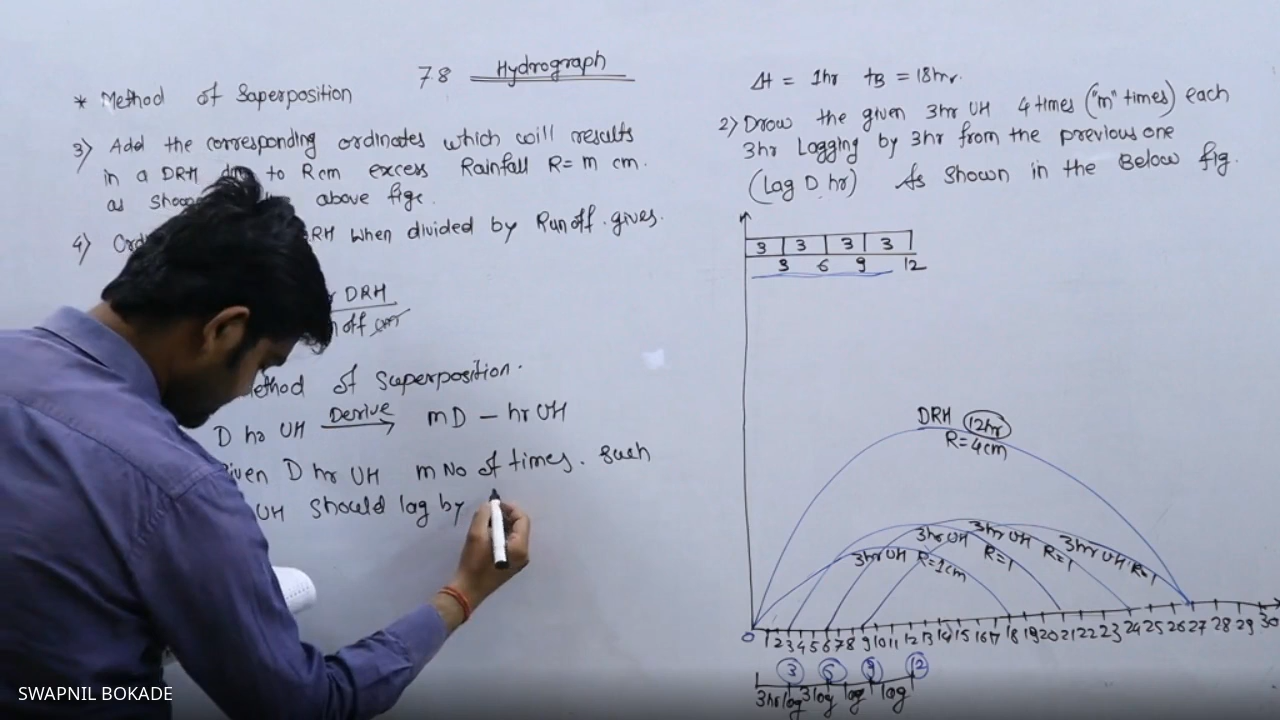 78 Hydrograph
* Method of Saperposition
3) Add the corresponding ordinates which will results
in a DRH to Rcm excess Rainfall R= m cm.
as above fige.
4) DRH when divided by Runoff. gives.
DRH
Method of Superposition.
D hr UH Derive mD - hr UH
Given D hr UH m No of times. such
UH should lag by
Δt = 1hr tB = 18hr.
2) Draw the given 3hr UH 4 times ("m" times) each
3hr Lagging by 3hr from the previous one
(Lag D hr) As Shown in the Below fig.
3 3 3 3
3 6 9 12
DRH 12hr
R=4cm
3hr UH R=1cm
3hr UH R=1
3hr UH R=1
3hr UH R=1
0 1 2 3 4 5 6 7 8 9 10 11 12 13 14 15 16 17 18 19 20 21 22 23 24 25 26 27 28 29 30
3 6 9 12
3hr log 3 log log log
SWAPNIL BOKADE